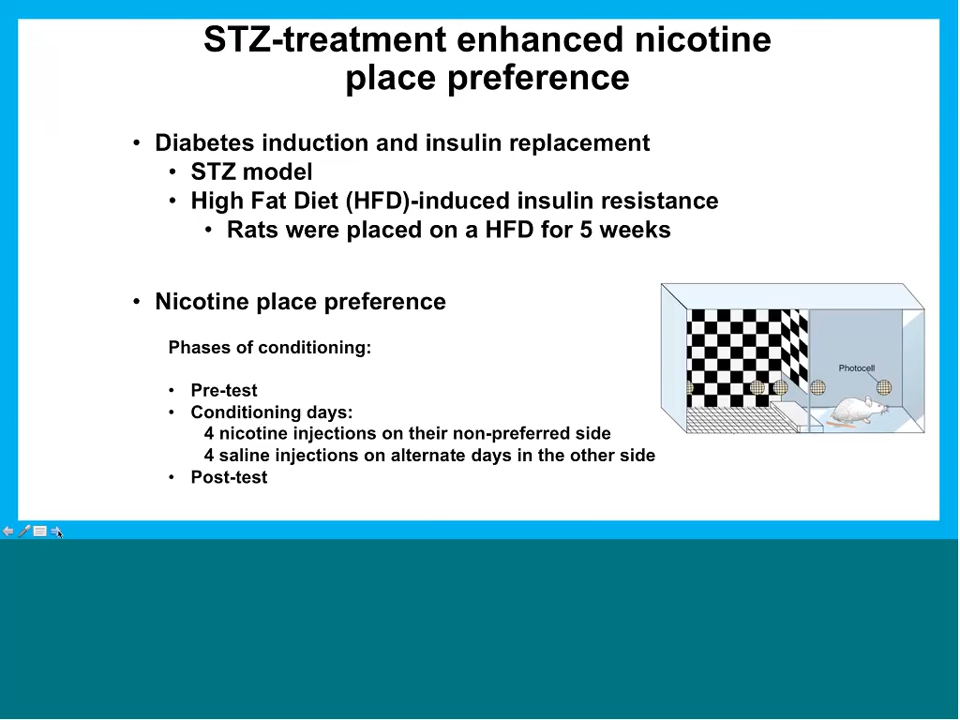 STZ-treatment enhanced nicotine
place preference
• Diabetes induction and insulin replacement
• STZ model
• High Fat Diet (HFD)-induced insulin resistance
• Rats were placed on a HFD for 5 weeks
• Nicotine place preference
Phases of conditioning:
• Pre-test
• Conditioning days:
4 nicotine injections on their non-preferred side
4 saline injections on alternate days in the other side
• Post-test
Photocell